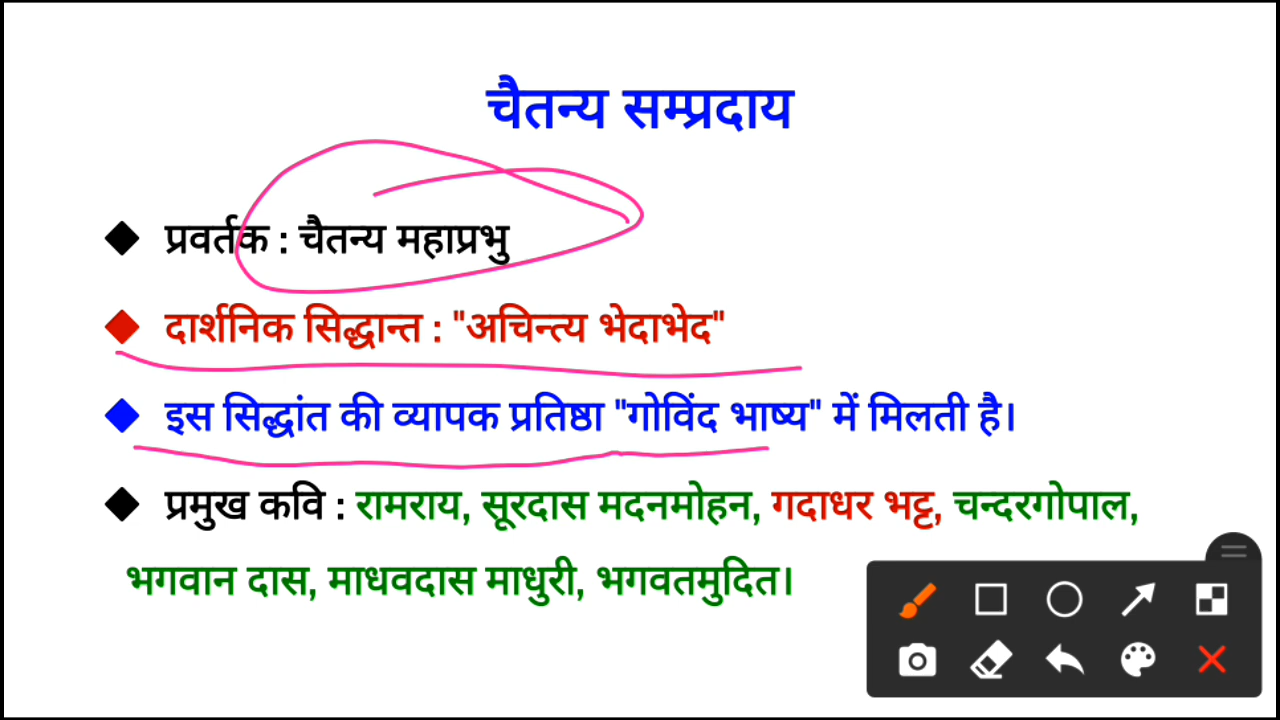 चैतन्य सम्प्रदाय
प्रवर्तक : चैतन्य महाप्रभु
दार्शनिक सिद्धान्त : "अचिन्त्य भेदाभेद"
इस सिद्धांत की व्यापक प्रतिष्ठा "गोविंद भाष्य" में मिलती है।
प्रमुख कवि : रामराय, सूरदास मदनमोहन, गदाधर भट्ट, चन्दरगोपाल,
भगवान दास, माधवदास माधुरी, भगवतमुदित।